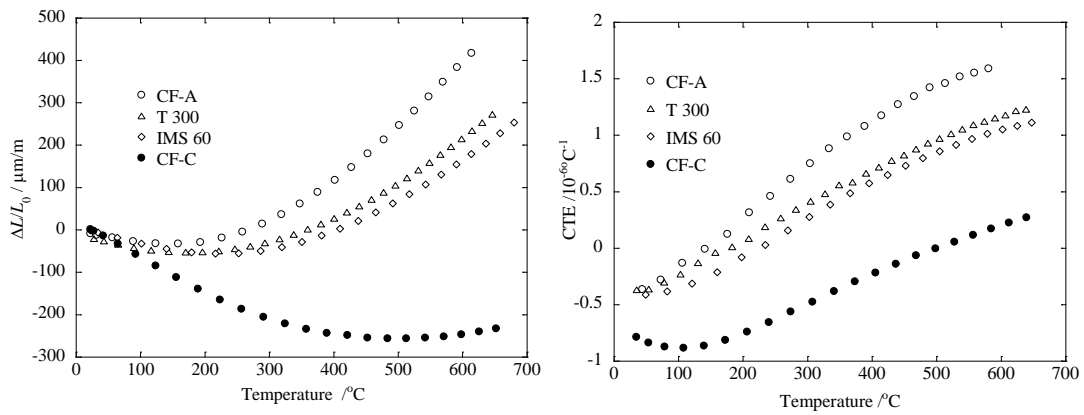 500
400
300
200
100
0
-100
-200
-300
0 100 200 300 400 500 600 700
ΔL/L₀ / μm/m
Temperature /°C
CF-A
T 300
IMS 60
CF-C
2
1.5
1
0.5
0
-0.5
-1
0 100 200 300 400 500 600 700
CTE /10⁻⁶°C⁻¹
Temperature /°C
CF-A
T 300
IMS 60
CF-C